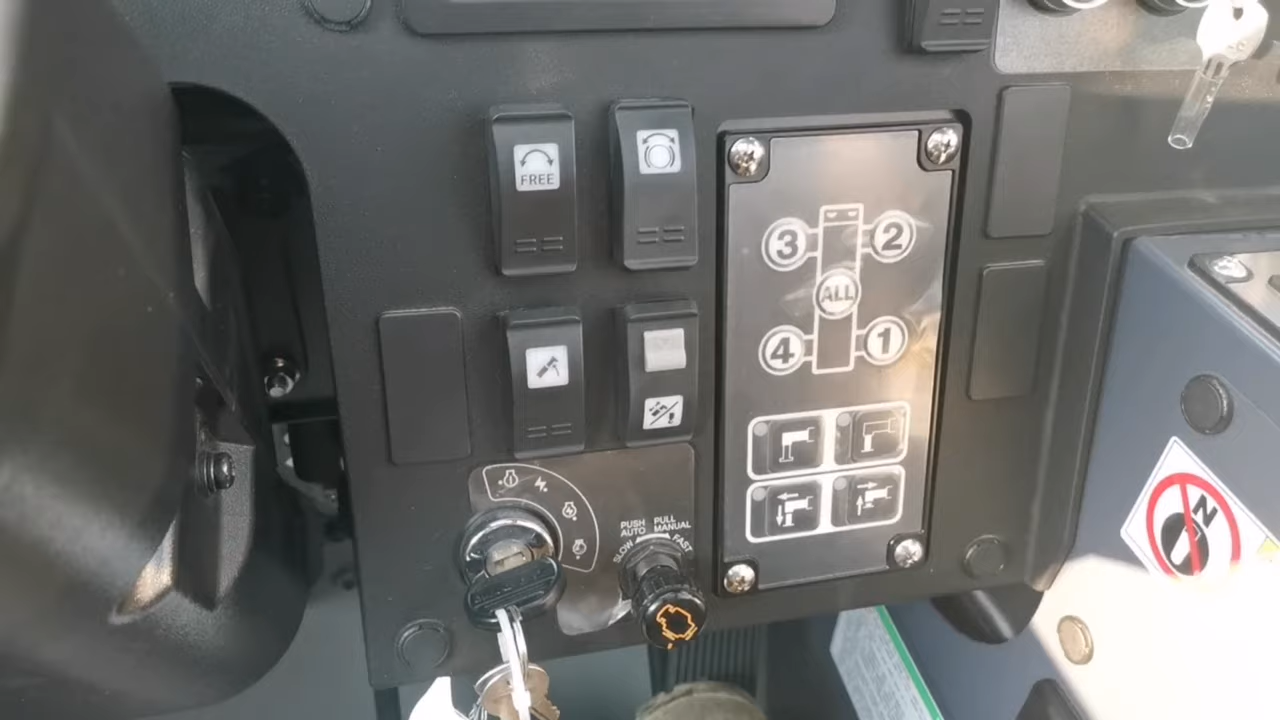 FREE
3 2
ALL
4 1
PUSH PULL
AUTO MANUAL
SLOW FAST
N